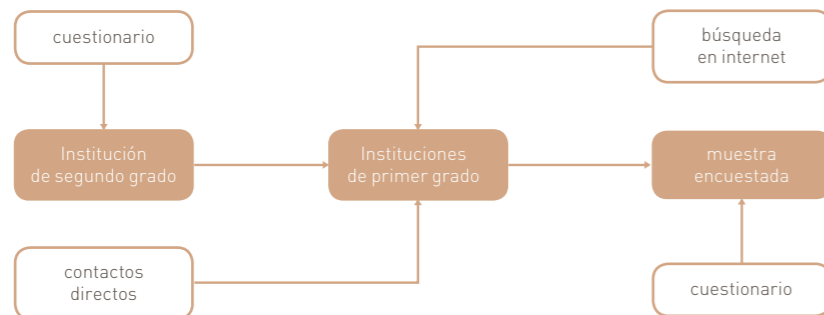 cuestionario
búsqueda
en internet
Institución
de segundo grado
Instituciones
de primer grado
muestra
encuestada
contactos
directos
cuestionario